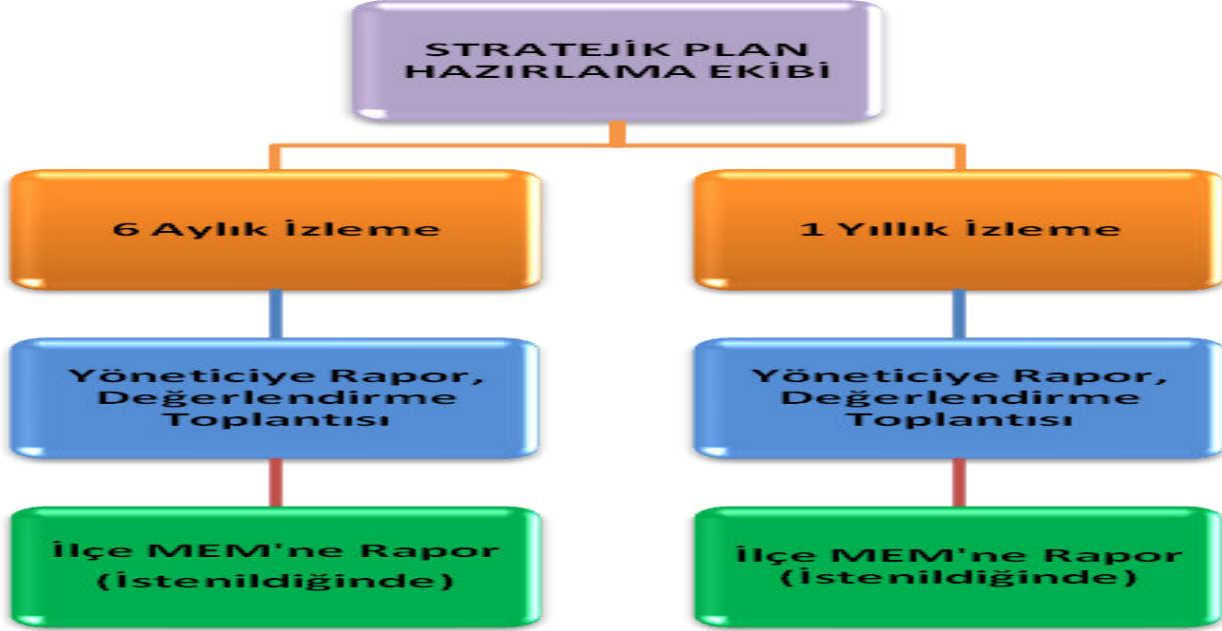 STRATEJİK PLAN
HAZIRLAMA EKİBİ
6 Aylık İzleme
1 Yıllık İzleme
Yöneticiye Rapor,
Değerlendirme
Toplantısı
Yöneticiye Rapor,
Değerlendirme
Toplantısı
İlçe MEM'ne Rapor
(İstenildiğinde)
İlçe MEM'ne Rapor
(İstenildiğinde)